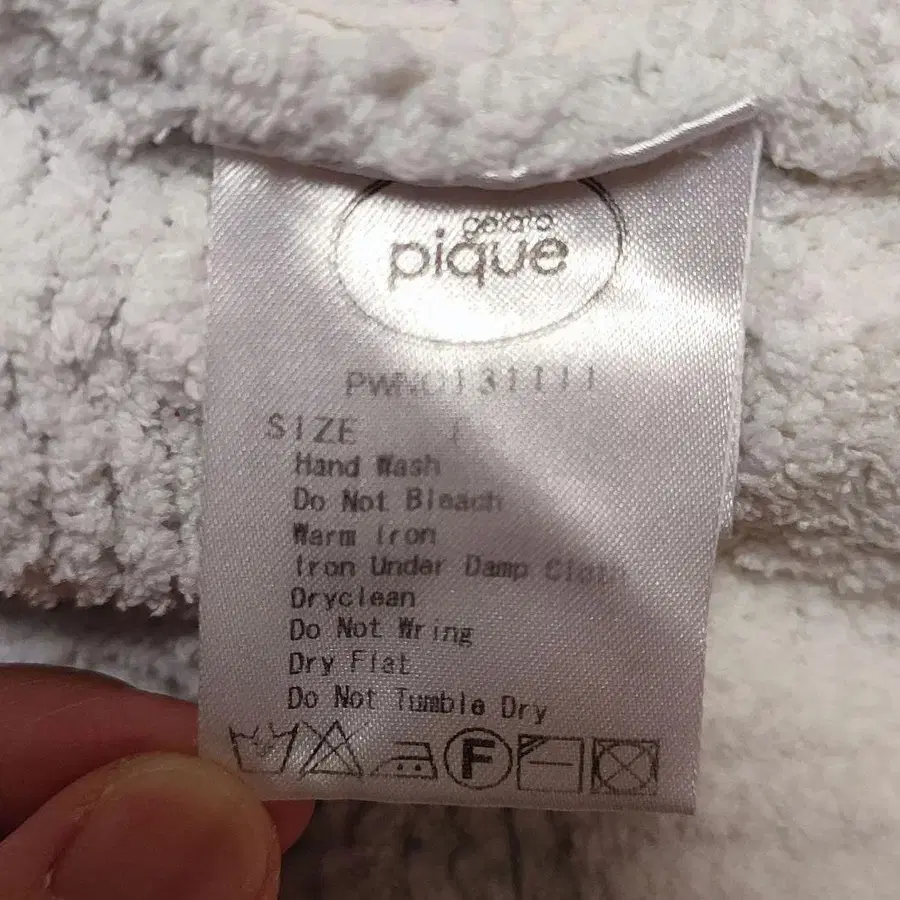 gelato
pique
SIZE
Hand Wash
Do Not Bleach
Warm Iron
Iron Under Damp Cloth
Dryclean
Do Not Wring
Dry Flat
Do Not Tumble Dry
F